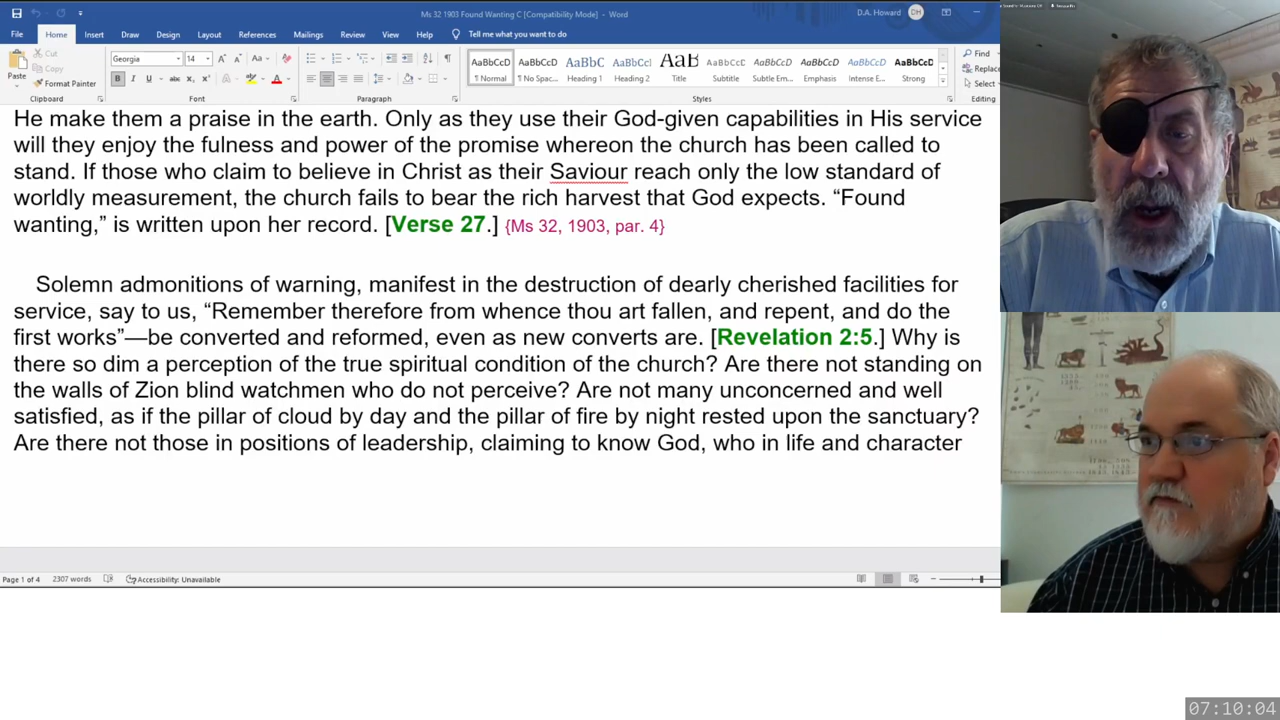 Ms 32 1903 Found Wanting C [Compatibility Mode] - Word
D.A. Howard DH
File Home Insert Draw Design Layout References Mailings Review View Help Tell me what you want to do
Cut
Copy
Paste
Format Painter
Georgia 14
B I U
AaBbCcD AaBbCcD AaBbC AaBbCcD AaB AaBbCcD AaBbCcD AaBbCcD AaBbCcD AaBbCcD
¶ Normal ¶ No Spac... Heading 1 Heading 2 Title Subtitle Subtle Em... Emphasis Intense E... Strong
Find
Replace
Select
Clipboard Font Paragraph Styles Editing
He make them a praise in the earth. Only as they use their God-given capabilities in His service
will they enjoy the fulness and power of the promise whereon the church has been called to
stand. If those who claim to believe in Christ as their Saviour reach only the low standard of
worldly measurement, the church fails to bear the rich harvest that God expects. “Found
wanting,” is written upon her record. [Verse 27.] {Ms 32, 1903, par. 4}
Solemn admonitions of warning, manifest in the destruction of dearly cherished facilities for
service, say to us, “Remember therefore from whence thou art fallen, and repent, and do the
first works”—be converted and reformed, even as new converts are. [Revelation 2:5.] Why is
there so dim a perception of the true spiritual condition of the church? Are there not standing on
the walls of Zion blind watchmen who do not perceive? Are not many unconcerned and well
satisfied, as if the pillar of cloud by day and the pillar of fire by night rested upon the sanctuary?
Are there not those in positions of leadership, claiming to know God, who in life and character
Page 1 of 4 2307 words Accessibility: Unavailable
07:10:04